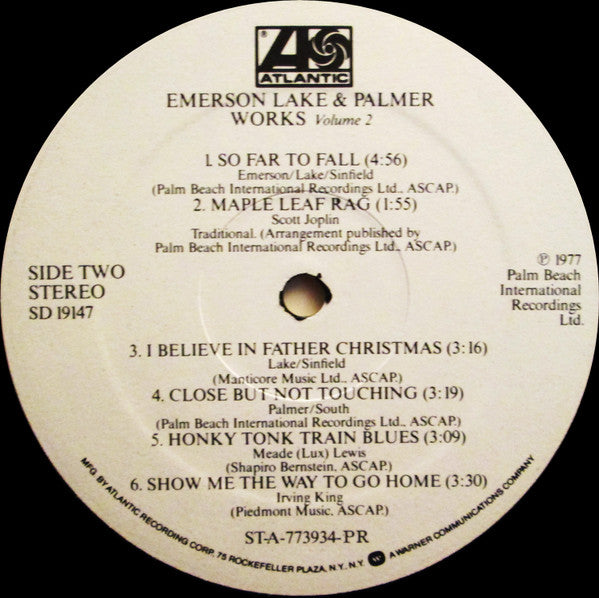 ®
ATLANTIC
EMERSON LAKE & PALMER
WORKS Volume 2
1. SO FAR TO FALL (4:56)
Emerson/Lake/Sinfield
(Palm Beach International Recordings Ltd., ASCAP.)
2. MAPLE LEAF RAG (1:55)
Scott Joplin
Traditional. (Arrangement published by
Palm Beach International Recordings Ltd., ASCAP.)
SIDE TWO
STEREO
SD 19147
℗ 1977
Palm Beach
International
Recordings
Ltd.
3. I BELIEVE IN FATHER CHRISTMAS (3:16)
Lake/Sinfield
(Manticore Music Ltd., ASCAP.)
4. CLOSE BUT NOT TOUCHING (3:19)
Palmer/South
(Palm Beach International Recordings Ltd., ASCAP.)
5. HONKY TONK TRAIN BLUES (3:09)
Meade (Lux) Lewis
(Shapiro Bernstein, ASCAP.)
6. SHOW ME THE WAY TO GO HOME (3:30)
Irving King
(Piedmont Music, ASCAP.)
ST-A-773934-PR
MFG. BY ATLANTIC RECORDING CORP. 75 ROCKEFELLER PLAZA, N.Y., N.Y. A WARNER COMMUNICATIONS COMPANY